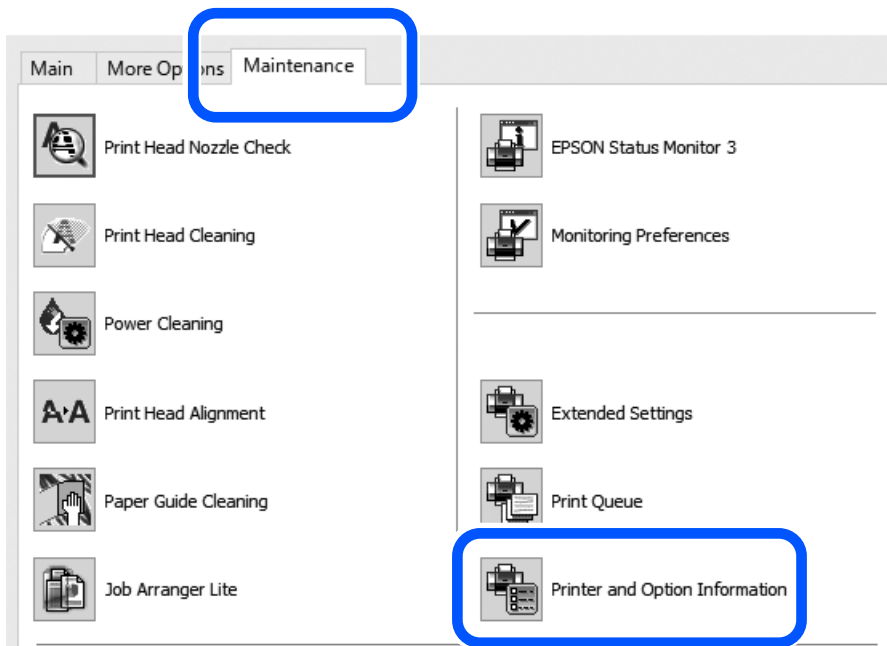 Main
More Options
Maintenance
Print Head Nozzle Check
Print Head Cleaning
Power Cleaning
A·A Print Head Alignment
Paper Guide Cleaning
Job Arranger Lite
EPSON Status Monitor 3
Monitoring Preferences
Extended Settings
Print Queue
Printer and Option Information